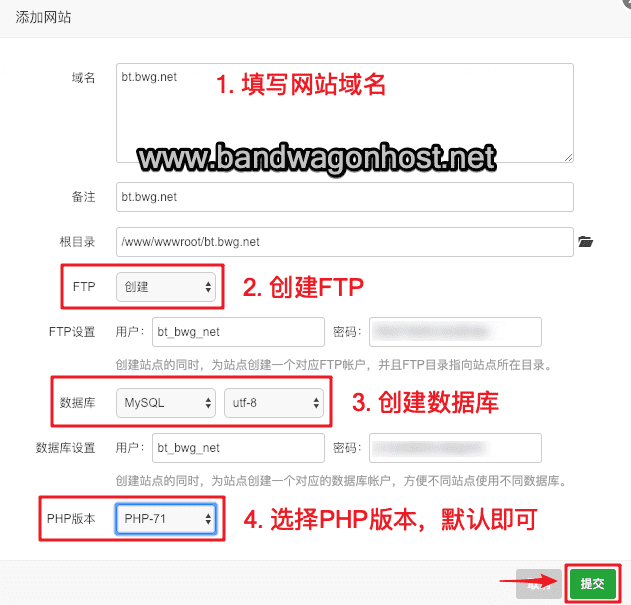 添加网站
域名 bt.bwg.net 1. 填写网站域名
www.bandwagonhost.net
备注 bt.bwg.net
根目录 /www/wwwroot/bt.bwg.net
FTP 创建 2. 创建FTP
FTP设置 用户： bt_bwg_net 密码：
创建站点的同时，为站点创建一个对应FTP帐户，并且FTP目录指向站点所在目录。
数据库 MySQL utf-8 3. 创建数据库
数据库设置 用户： bt_bwg_net 密码：
创建站点的同时，为站点创建一个对应的数据库帐户，方便不同站点使用不同数据库。
PHP版本 PHP-71 4. 选择PHP版本，默认即可
提交